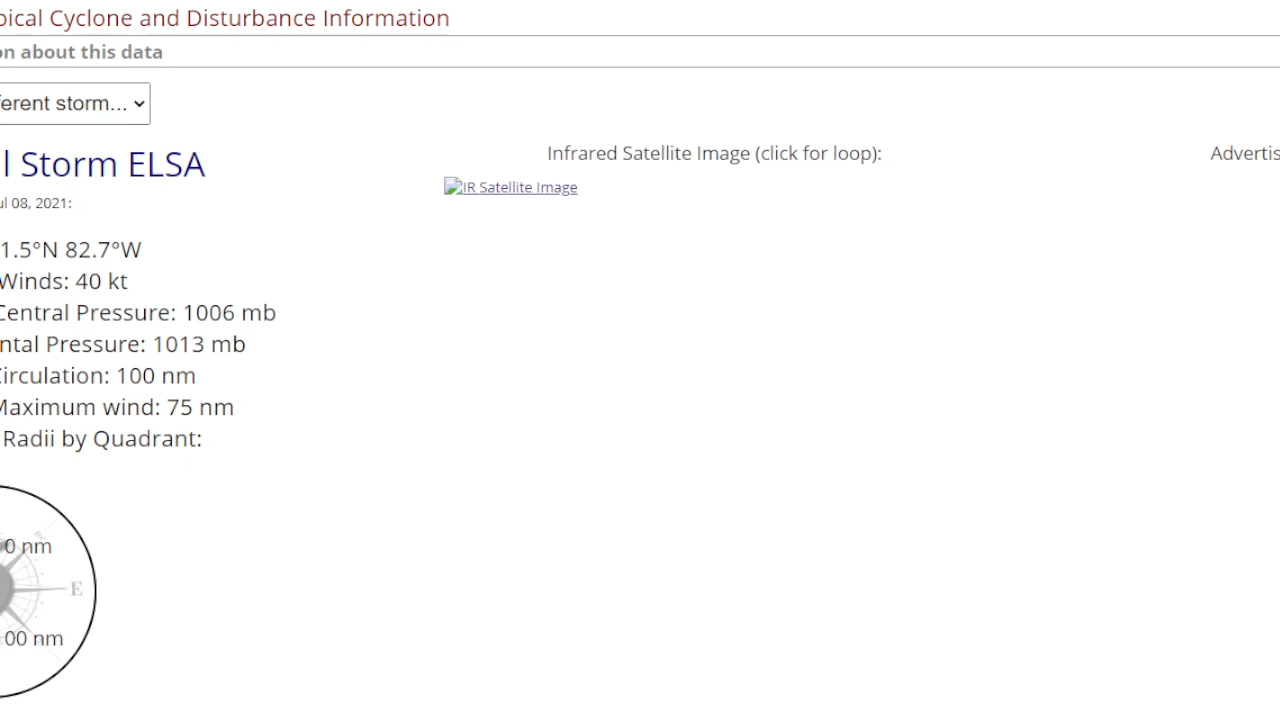 pical Cyclone and Disturbance Information
on about this data
ferent storm...
l Storm ELSA
Infrared Satellite Image (click for loop):
Advertis
IR Satellite Image
ul 08, 2021:
1.5°N 82.7°W
Winds: 40 kt
Central Pressure: 1006 mb
ntal Pressure: 1013 mb
Circulation: 100 nm
Maximum wind: 75 nm
Radii by Quadrant:
0 nm
E
00 nm